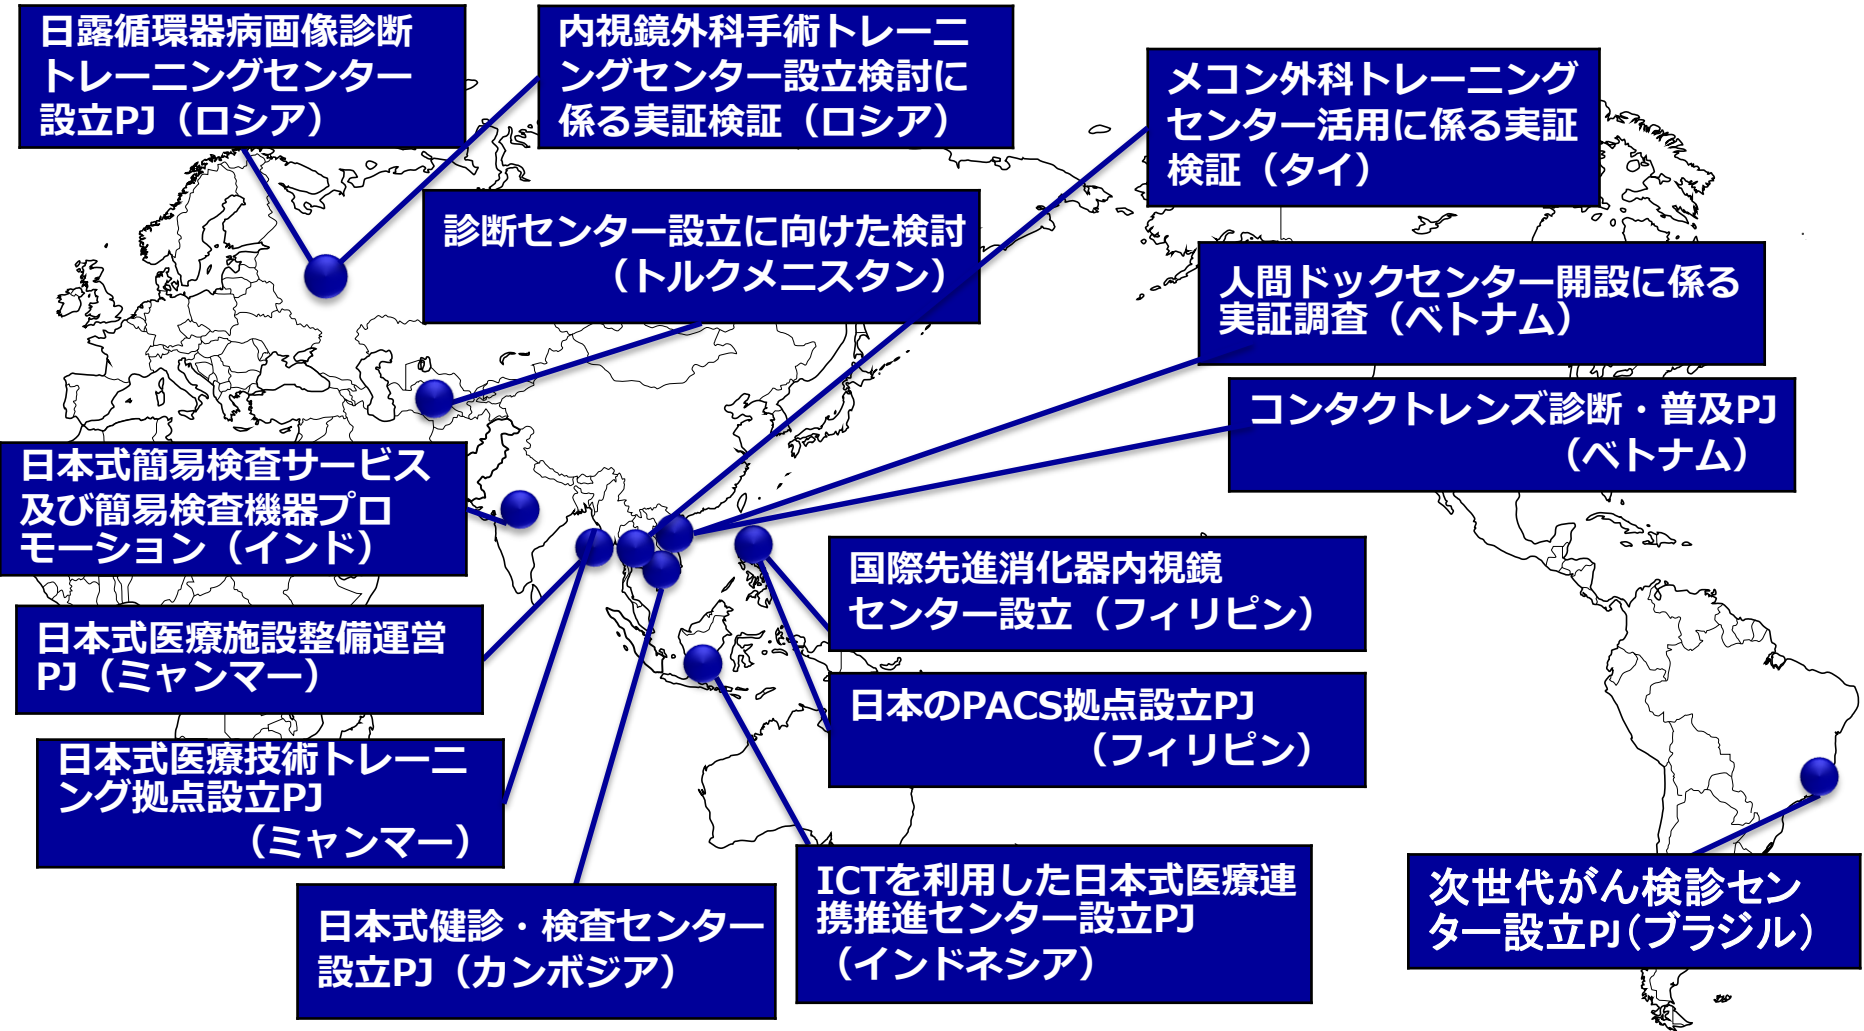 日露循環器病画像診断
トレーニングセンター
設立PJ（ロシア）
内視鏡外科手術トレーニ
ングセンター設立検討に
係る実証検証（ロシア）
メコン外科トレーニング
センター活用に係る実証
検証（タイ）
診断センター設立に向けた検討
（トルクメニスタン）
人間ドックセンター開設に係る
実証調査（ベトナム）
コンタクトレンズ診断・普及PJ
（ベトナム）
日本式簡易検査サービス
及び簡易検査機器プロ
モーション（インド）
国際先進消化器内視鏡
センター設立（フィリピン）
日本式医療施設整備運営
PJ（ミャンマー）
日本のPACS拠点設立PJ
（フィリピン）
日本式医療技術トレーニ
ング拠点設立PJ
（ミャンマー）
日本式健診・検査センター
設立PJ（カンボジア）
ICTを利用した日本式医療連
携推進センター設立PJ
（インドネシア）
次世代がん検診セン
ター設立PJ（ブラジル）